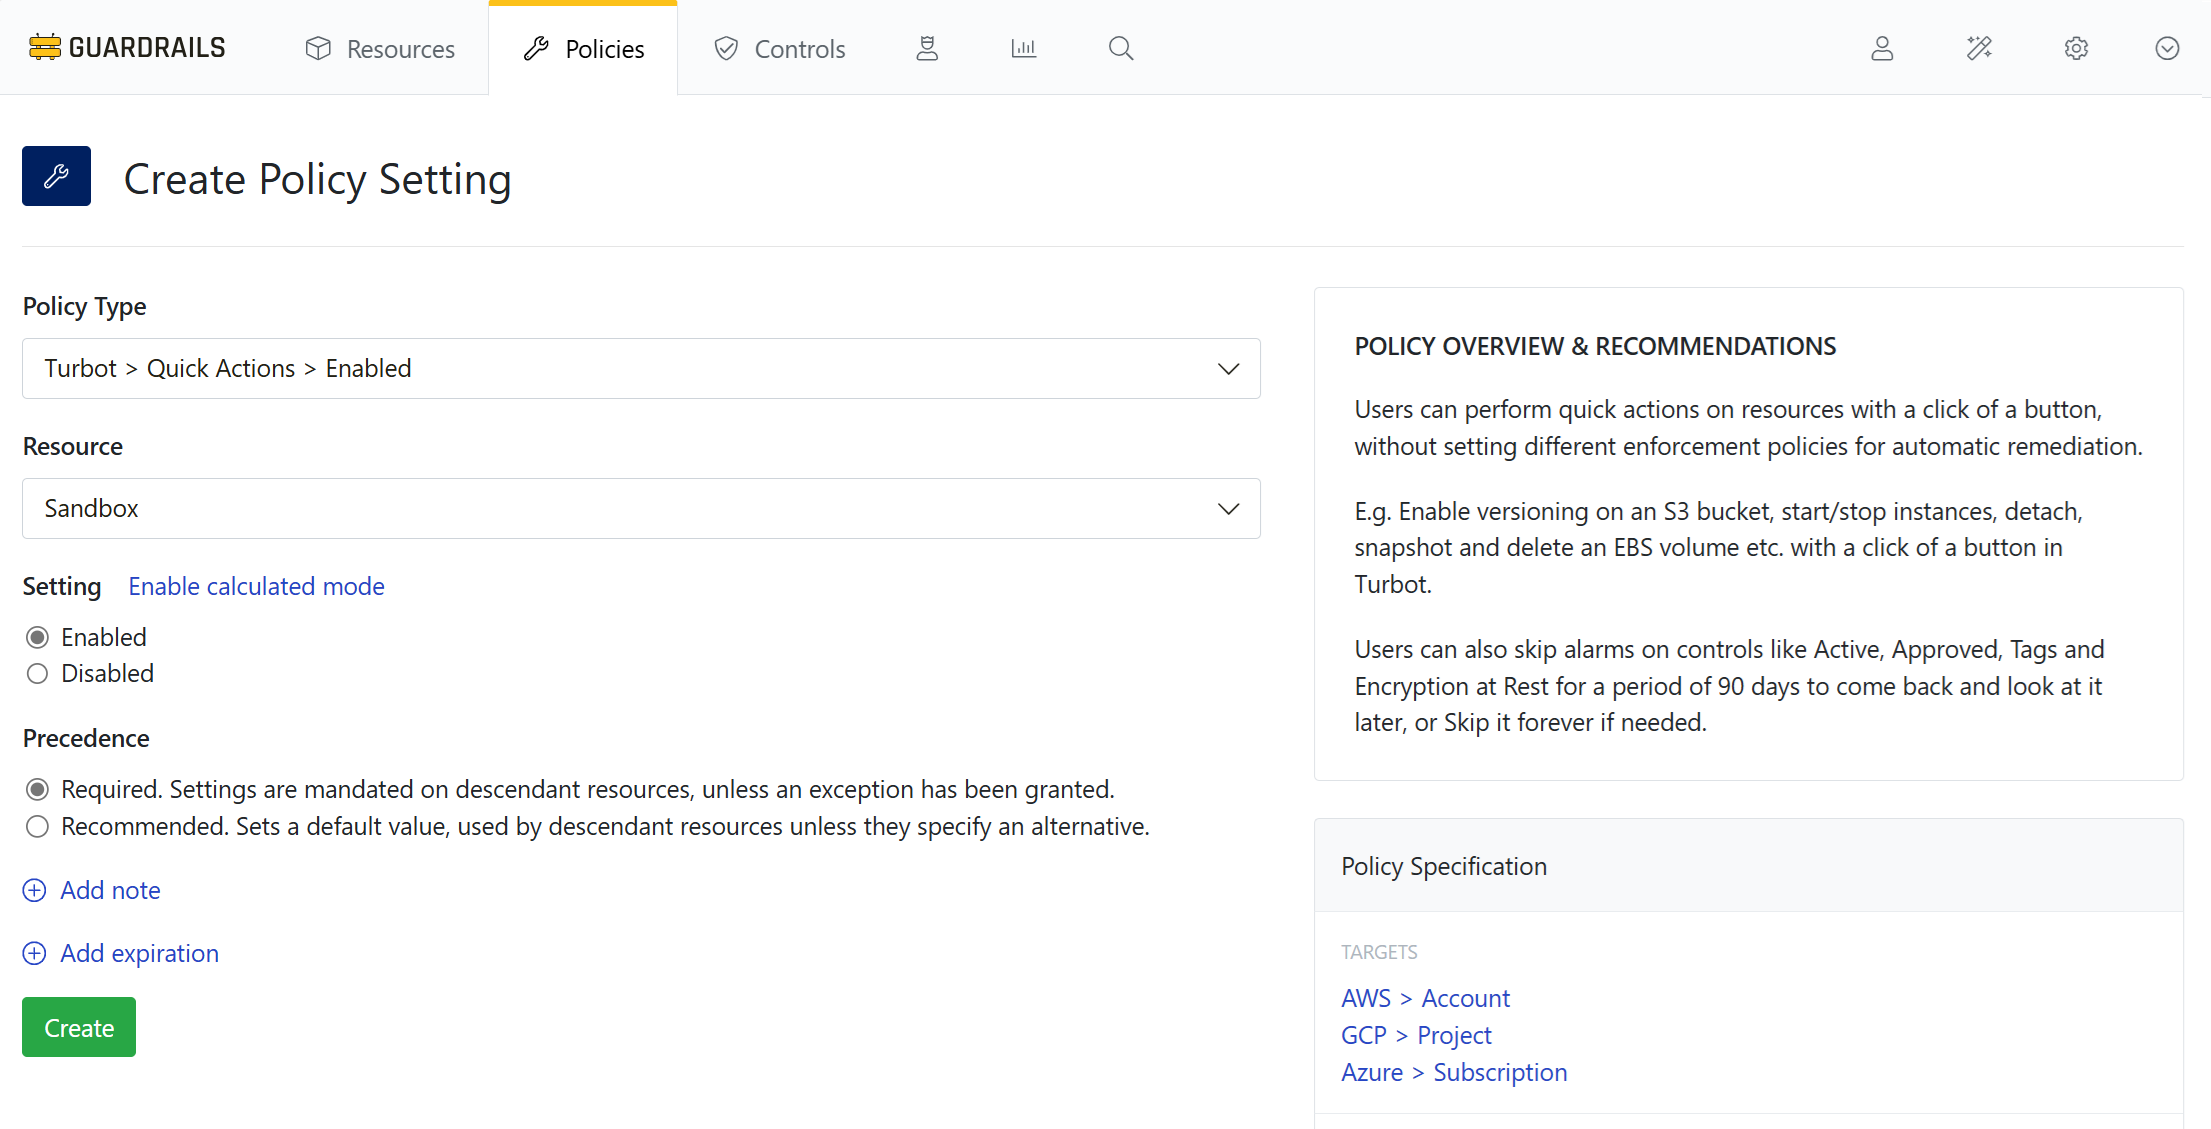 GUARDRAILS
Resources
Policies
Controls
Create Policy Setting
Policy Type
Turbot > Quick Actions > Enabled
Resource
Sandbox
Setting Enable calculated mode
Enabled
Disabled
Precedence
Required. Settings are mandated on descendant resources, unless an exception has been granted.
Recommended. Sets a default value, used by descendant resources unless they specify an alternative.
Add note
Add expiration
Create
POLICY OVERVIEW & RECOMMENDATIONS
Users can perform quick actions on resources with a click of a button,
without setting different enforcement policies for automatic remediation.
E.g. Enable versioning on an S3 bucket, start/stop instances, detach,
snapshot and delete an EBS volume etc. with a click of a button in
Turbot.
Users can also skip alarms on controls like Active, Approved, Tags and
Encryption at Rest for a period of 90 days to come back and look at it
later, or Skip it forever if needed.
Policy Specification
TARGETS
AWS > Account
GCP > Project
Azure > Subscription